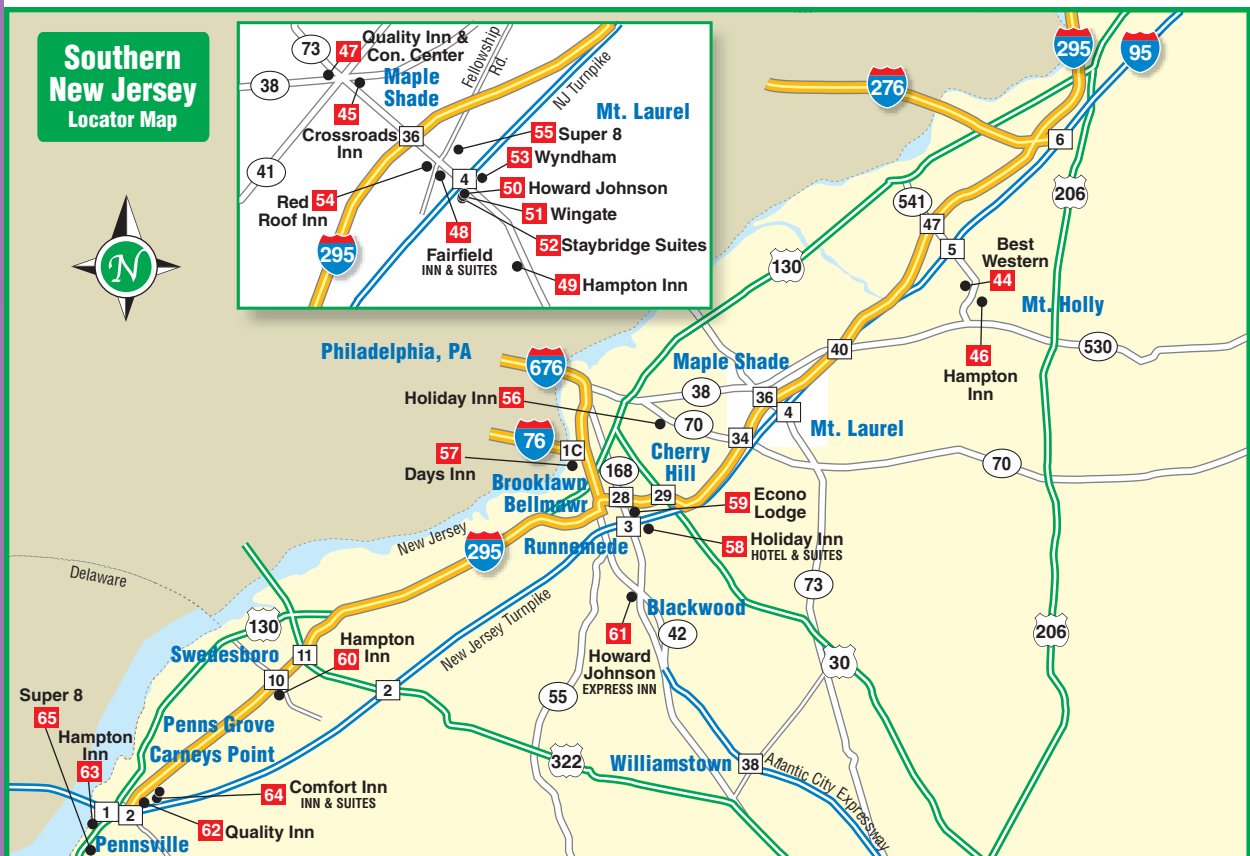 Southern
New Jersey
Locator Map
N
73
47
Quality Inn &
Con. Center
38
Maple
Shade
45
Crossroads
Inn
41
36
Fellowship
Rd.
NJ Turnpike
Mt. Laurel
55 Super 8
53 Wyndham
4
50 Howard Johnson
51 Wingate
52 Staybridge Suites
Red
Roof Inn
54
48
Fairfield
INN & SUITES
295
49 Hampton Inn
295
95
276
6
206
541
47
5
Best
Western
44
Mt. Holly
130
46
Hampton
Inn
530
40
Philadelphia, PA
676
Maple Shade
38
36
4
Holiday Inn 56
70
34
Mt. Laurel
76
57
Days Inn
1C
168
Cherry
Hill
70
Brooklawn
Bellmawr
28
29
59
Econo
Lodge
3
58
Holiday Inn
HOTEL & SUITES
Runnemede
New Jersey
295
Delaware
73
New Jersey Turnpike
Blackwood
61
Howard
Johnson
EXPRESS INN
42
130
Hampton
Inn
60
Swedesboro
11
10
206
30
2
55
Super 8
65
Penns Grove
Hampton
Inn
63
Carneys Point
322
Williamstown
38
Atlantic City Expressway
64
Comfort Inn
INN & SUITES
1
2
62 Quality Inn
Pennsville